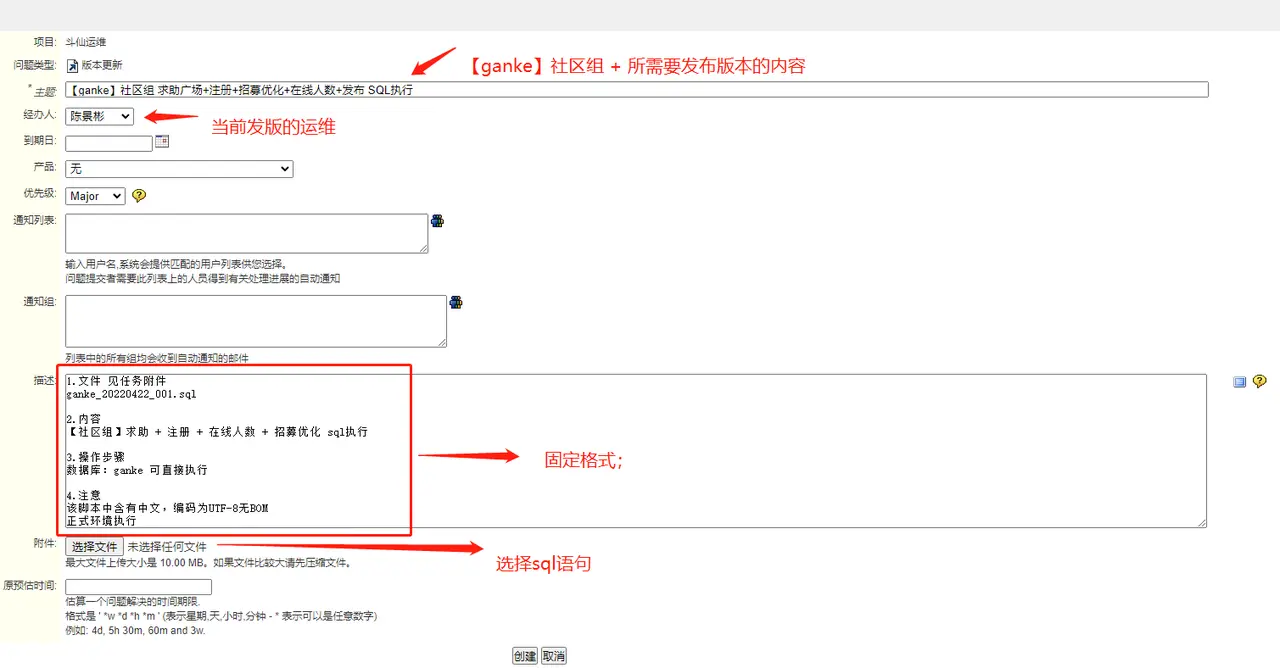 项目: 斗仙运维
问题类型: 版本更新
【ganke】社区组 + 所需要发布版本的内容
*主题: 【ganke】社区组 求助广场+注册+招募优化+在线人数+发布 SQL执行
经办人: 陈景彬
当前发版的运维
到期日:
产品: 无
优先级: Major
通知列表:
输入用户名,系统会提供匹配的用户列表供您选择。
问题提交者需要此列表上的人员得到有关处理进展的自动通知
通知组:
列表中的所有组均会收到自动通知的邮件
描述:
1.文件 见任务附件
ganke_20220422_001.sql
2.内容
【社区组】求助 + 注册 + 在线人数 + 招募优化 sql执行
3.操作步骤
数据库: ganke 可直接执行
固定格式;
4.注意
该脚本中含有中文, 编码为UTF-8无BOM
正式环境执行
附件: 选择文件 未选择任何文件
选择sql语句
最大文件上传大小是 10.00 MB。如果文件比较大请先压缩文件。
原预估时间:
估算一个问题解决的时间期限.
格式是 ' *w *d *h *m ' (表示星期,天,小时,分钟 - * 表示可以是任意数字)
例如: 4d, 5h 30m, 60m and 3w.
创建 取消